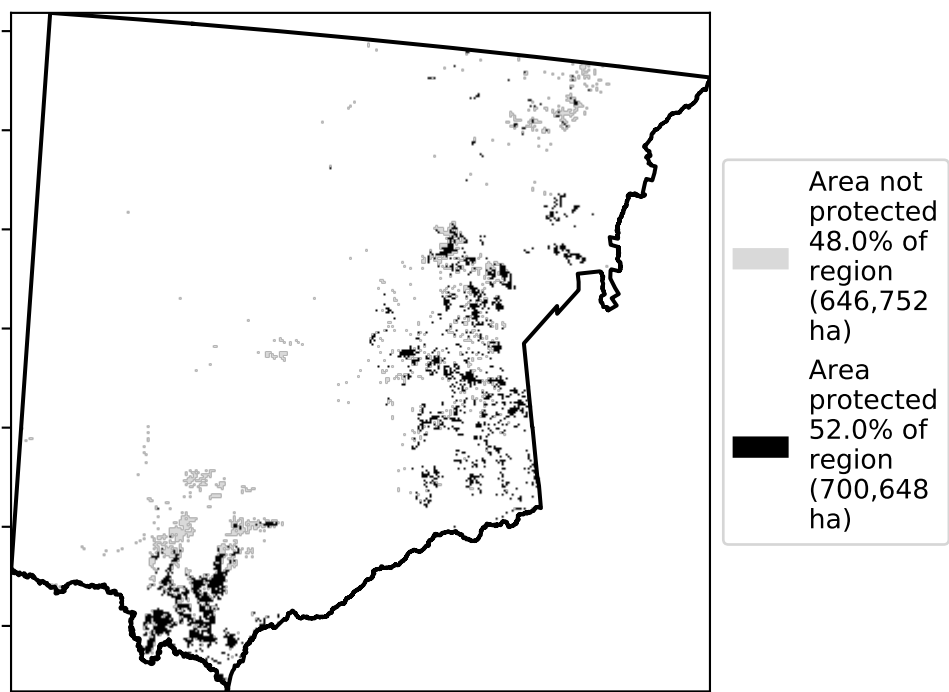 Area not
protected
48.0% of
region
(646,752
ha)
Area
protected
52.0% of
region
(700,648
ha)